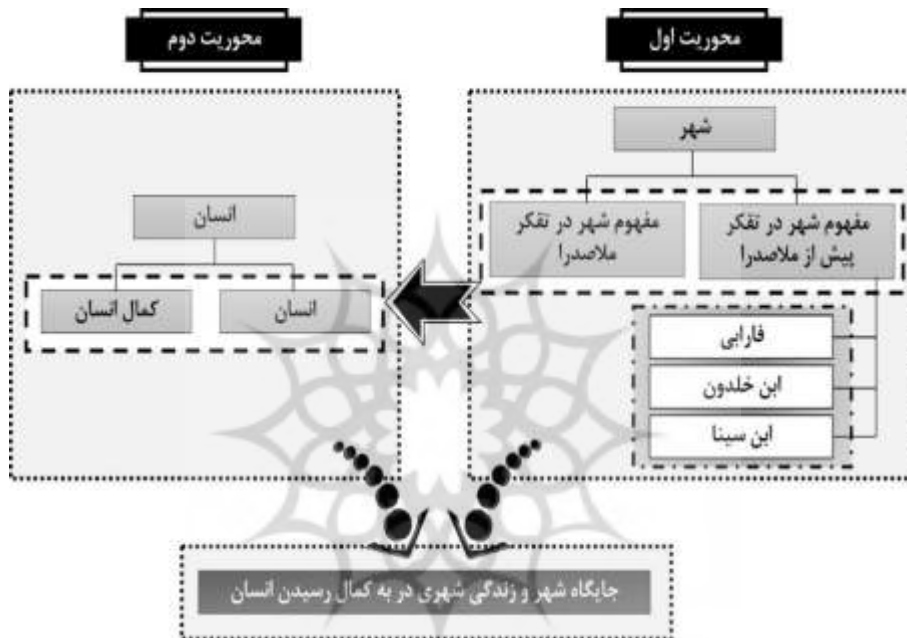 محوریت اول
محوریت دوم
شهر
مفهوم شهر در تفکر
پیش از ملاصدرا
مفهوم شهر در تفکر
ملاصدرا
فارابی
ابن خلدون
ابن سینا
انسان
انسان
کمال انسان
جایگاه شهر و زندگی شهری در به کمال رسیدن انسان